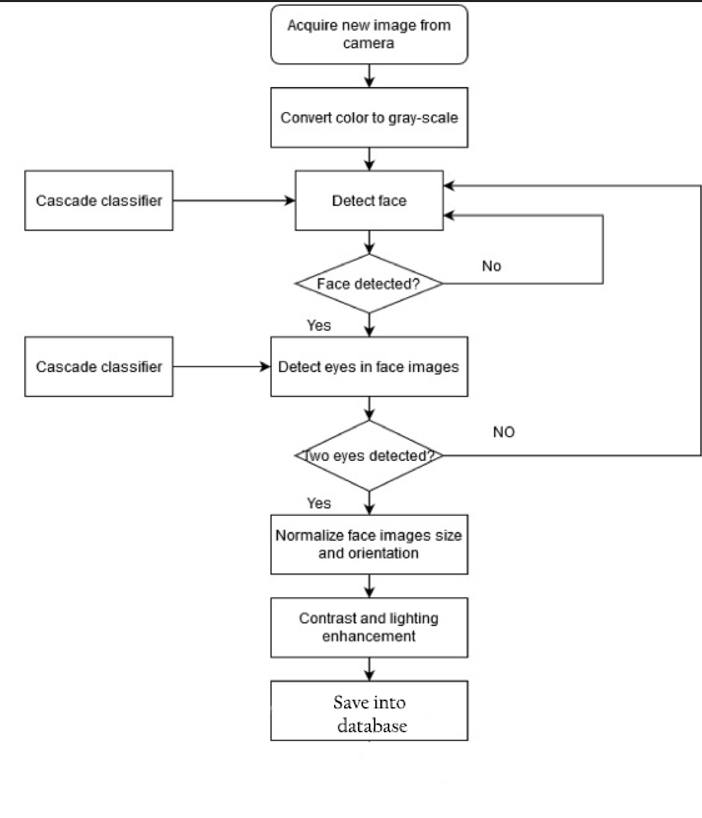 Acquire new image from
camera
Convert color to gray-scale
Cascade classifier
Detect face
No
Face detected?
Yes
Cascade classifier
Detect eyes in face images
NO
Two eyes detected?
Yes
Normalize face images size
and orientation
Contrast and lighting
enhancement
Save into
database